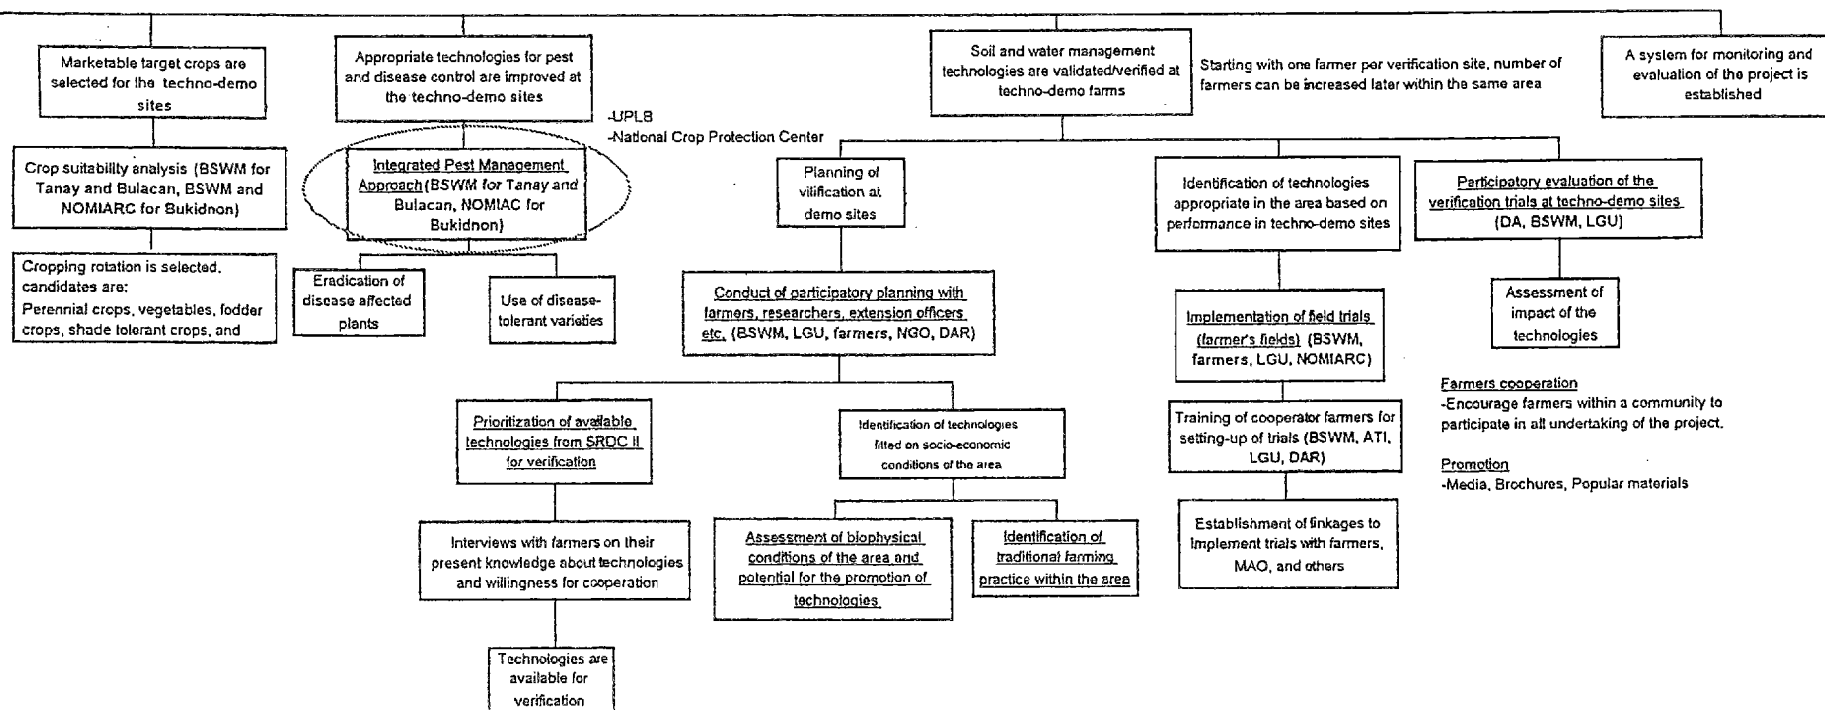 Marketable target crops are
selected for the techno-demo
sites
Appropriate technologies for pest
and disease control are improved at
the techno-demo sites
Soil and water management
technologies are validated/verified at
techno-demo farms
Starting with one farmer per verification site, number of
farmers can be increased later within the same area
A system for monitoring and
evaluation of the project is
established
-UPLB
-National Crop Protection Center
Crop suitability analysis (BSWM for
Tanay and Bulacan, BSWM and
NOMIARC for Bukidnon)
Integrated Pest Management
Approach (BSWM for Tanay and
Bulacan, NOMIAC for
Bukidnon)
Planning of
vilification at
demo sites
Identification of technologies
appropriate in the area based on
performance in techno-demo sites
Participatory evaluation of the
verification trials at techno-demo sites
(DA, BSWM, LGU]
Cropping rotation is selected,
candidates are:
Perennial crops, vegetables, fodder
crops, shade tolerant crops, and
Eradication of
disease affected
plants
Use of disease-
tolerant varieties
Conduct of participatory planning with
farmers, researchers, extension officers
etc. (BSWM, LGU, farmers, NGO, DAR)
Implementation of field trials
(farmer's fields) (BSWM,
farmers, LGU, NOMIARC)
Assessment of
impact of the
technologies
Prioritization of available
technologies from SRDC II
for verification
Identification of technologies
fitted on socio-economic
conditions of the area
Training of cooperator farmers for
setting-up of trials (BSWM, ATI,
LGU, DAR)
Farmers cooperation
-Encourage farmers within a community to
participate in all undertaking of the project.
Promotion
-Media, Brochures, Popular materials
Interviews with farmers on their
present knowledge about technologies
and willingness for cooperation
Assessment of biophysical
conditions of the area and
potential for the promotion of
technologies
Identification of
traditional farming
practice within the area
Establishment of linkages to
Implement trials with farmers,
MAO, and others
Technologies are
available for
verification